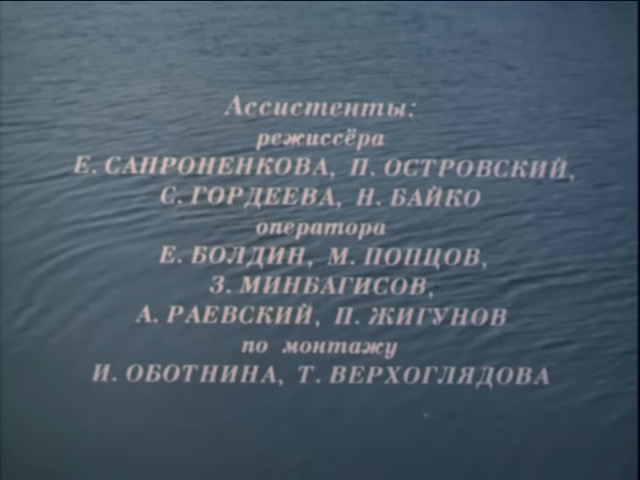 Ассистенты:
режиссёра
Е. САПРОНЕНКОВА, П. ОСТРОВСКИЙ,
С. ГОРДЕЕВА, Н. БАЙКО
оператора
Е. БОЛДИН, М. ПОПЦОВ,
З. МИНБАГИСОВ,
А. РАЕВСКИЙ, П. ЖИГУНОВ
по монтажу
И. ОБОТНИНА, Т. ВЕРХОГЛЯДОВА